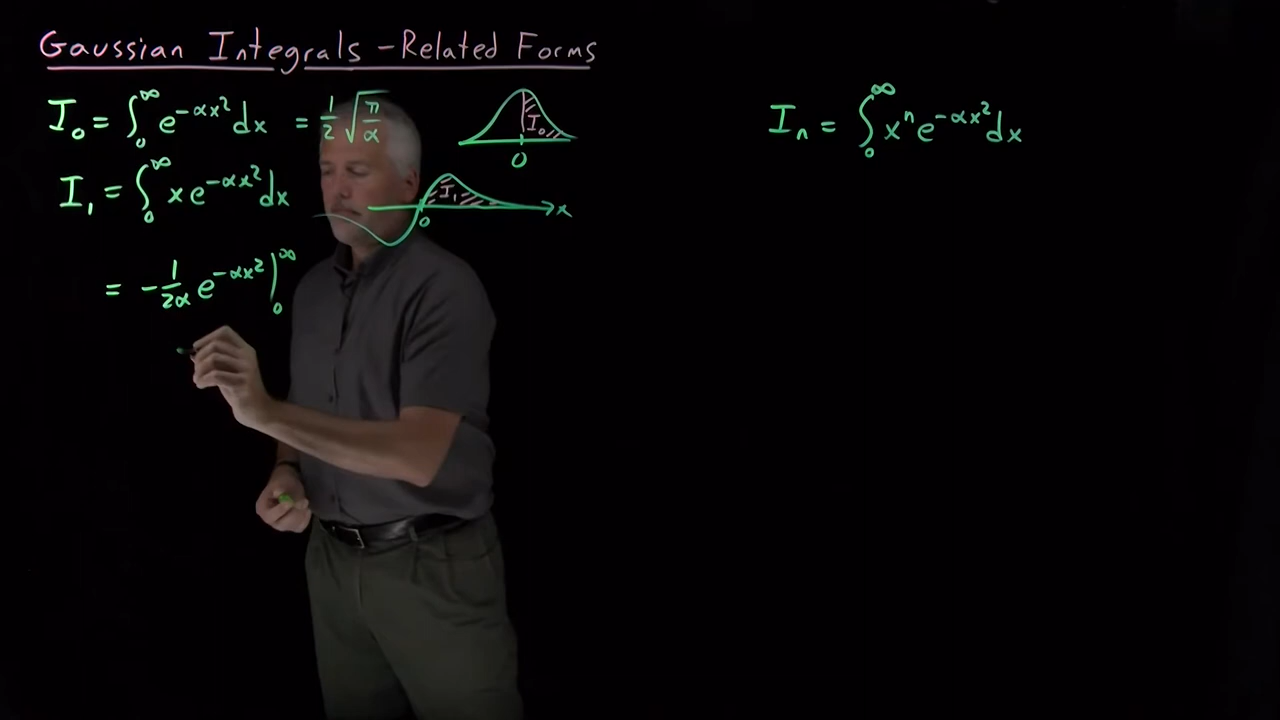 Gaussian Integrals - Related Forms
I₀ = ∫₀^∞ e^{-αx²} dx = 1/2 √(π/α)
I₀
0
I₁ = ∫₀^∞ x e^{-αx²} dx
I₁
0
x
= -1/(2α) e^{-αx²} |₀^∞
Iₙ = ∫₀^∞ xⁿ e^{-αx²} dx